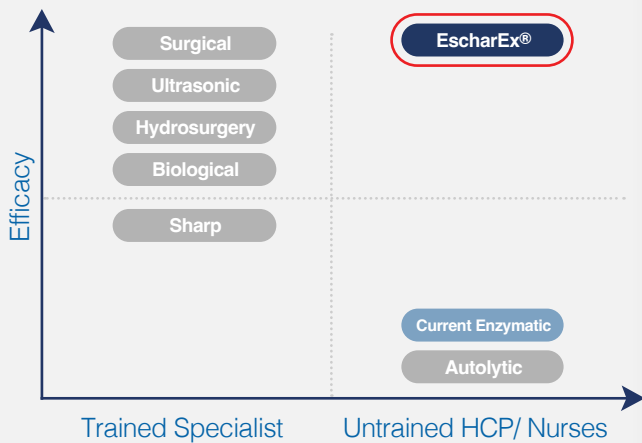 Efficacy
Surgical
Ultrasonic
Hydrosurgery
Biological
Sharp
EscharEx®
Current Enzymatic
Autolytic
Trained Specialist
Untrained HCP/ Nurses